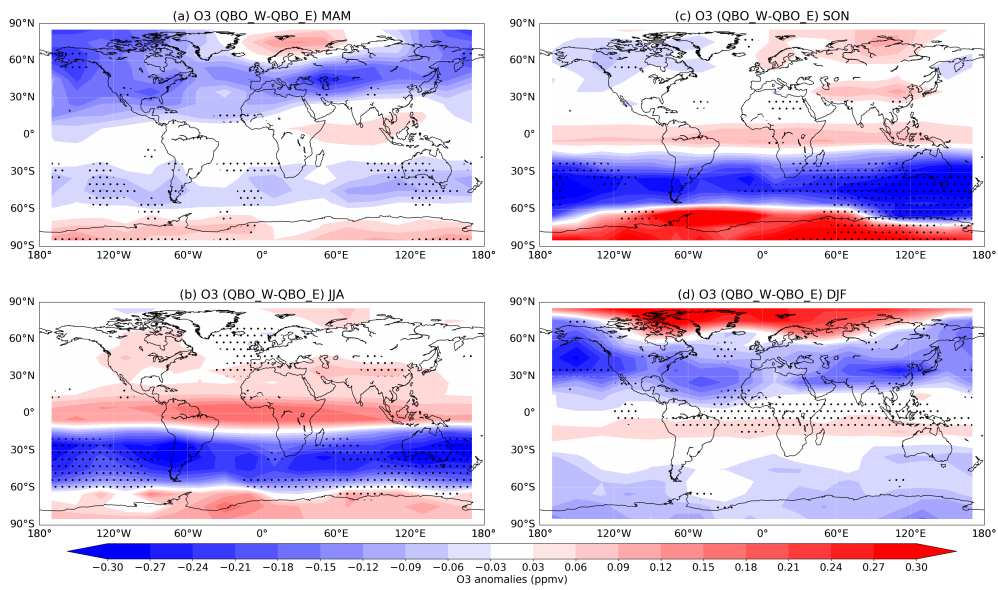 (a) O3 (QBO_W-QBO_E) MAM
90°N
60°N
30°N
0°
30°S
60°S
90°S
180° 120°W 60°W 0° 60°E 120°E 180°
(c) O3 (QBO_W-QBO_E) SON
90°N
60°N
30°N
0°
30°S
60°S
90°S
180° 120°W 60°W 0° 60°E 120°E 180°
(b) O3 (QBO_W-QBO_E) JJA
90°N
60°N
30°N
0°
30°S
60°S
90°S
180° 120°W 60°W 0° 60°E 120°E 180°
(d) O3 (QBO_W-QBO_E) DJF
90°N
60°N
30°N
0°
30°S
60°S
90°S
180° 120°W 60°W 0° 60°E 120°E 180°
−0.30 −0.27 −0.24 −0.21 −0.18 −0.15 −0.12 −0.09 −0.06 −0.03 0.03 0.06 0.09 0.12 0.15 0.18 0.21 0.24 0.27 0.30
O3 anomalies (ppmv)